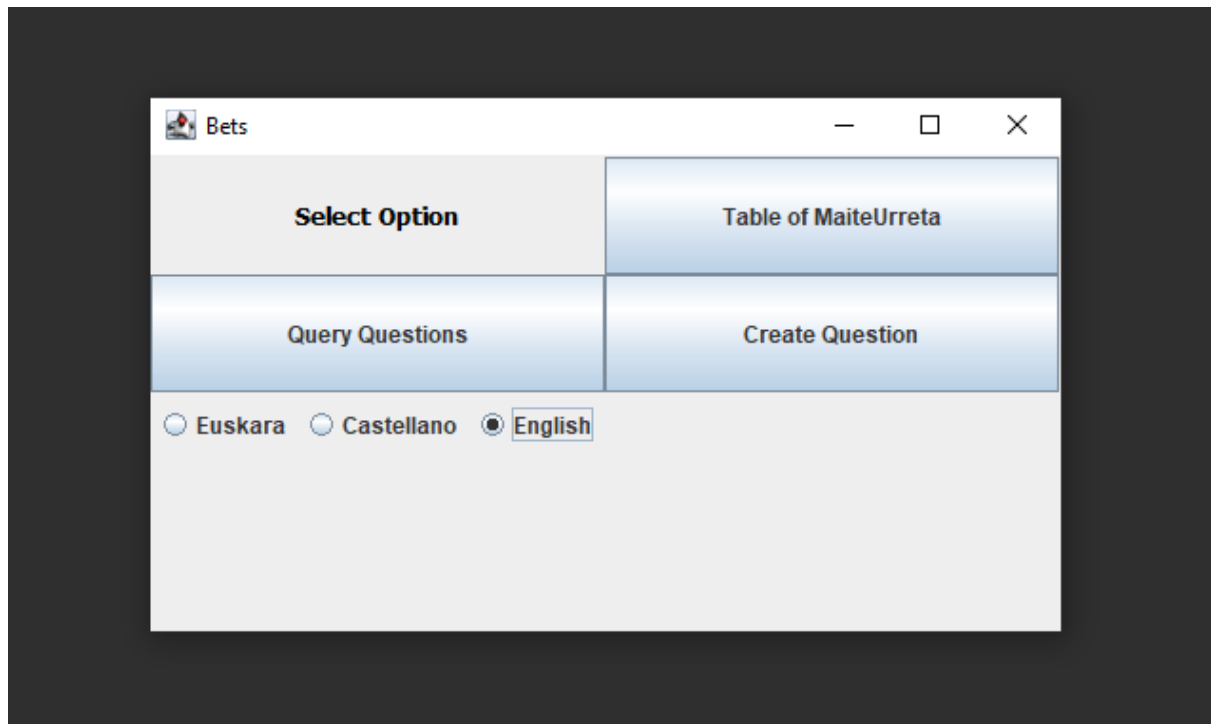 Bets
Select Option
Table of MaiteUrreta
Query Questions
Create Question
Euskara Castellano English